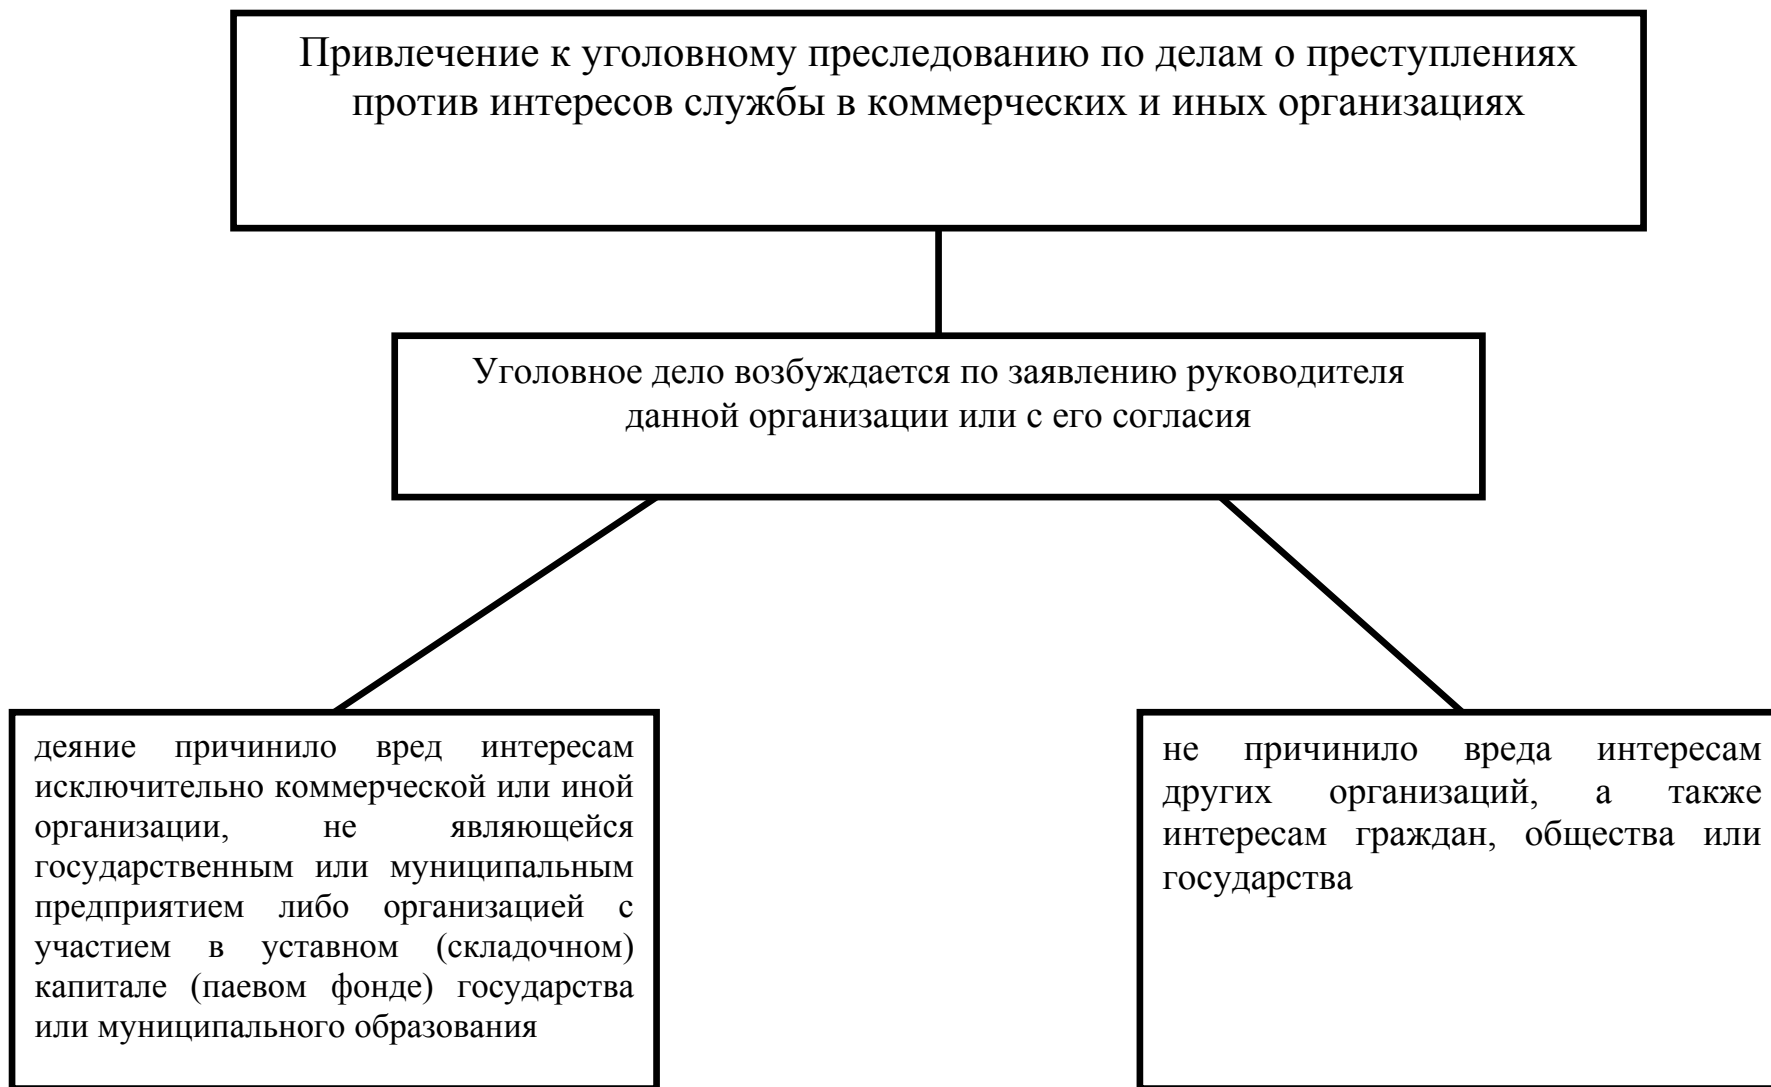 Привлечение к уголовному преследованию по делам о преступлениях
против интересов службы в коммерческих и иных организациях
Уголовное дело возбуждается по заявлению руководителя
данной организации или с его согласия
деяние причинило вред интересам
исключительно коммерческой или иной
организации, не являющейся
государственным или муниципальным
предприятием либо организацией с
участием в уставном (складочном)
капитале (паевом фонде) государства
или муниципального образования
не причинило вреда интересам
других организаций, а также
интересам граждан, общества или
государства